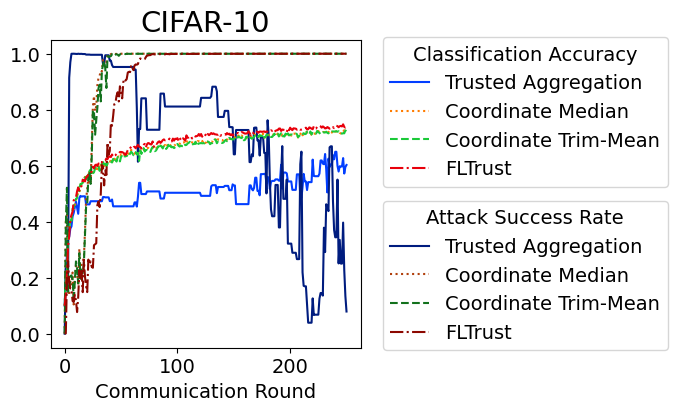 CIFAR-10
1.0
0.8
0.6
0.4
0.2
0.0
0
100
200
Communication Round
Classification Accuracy
Trusted Aggregation
Coordinate Median
Coordinate Trim-Mean
FLTrust
Attack Success Rate
Trusted Aggregation
Coordinate Median
Coordinate Trim-Mean
FLTrust